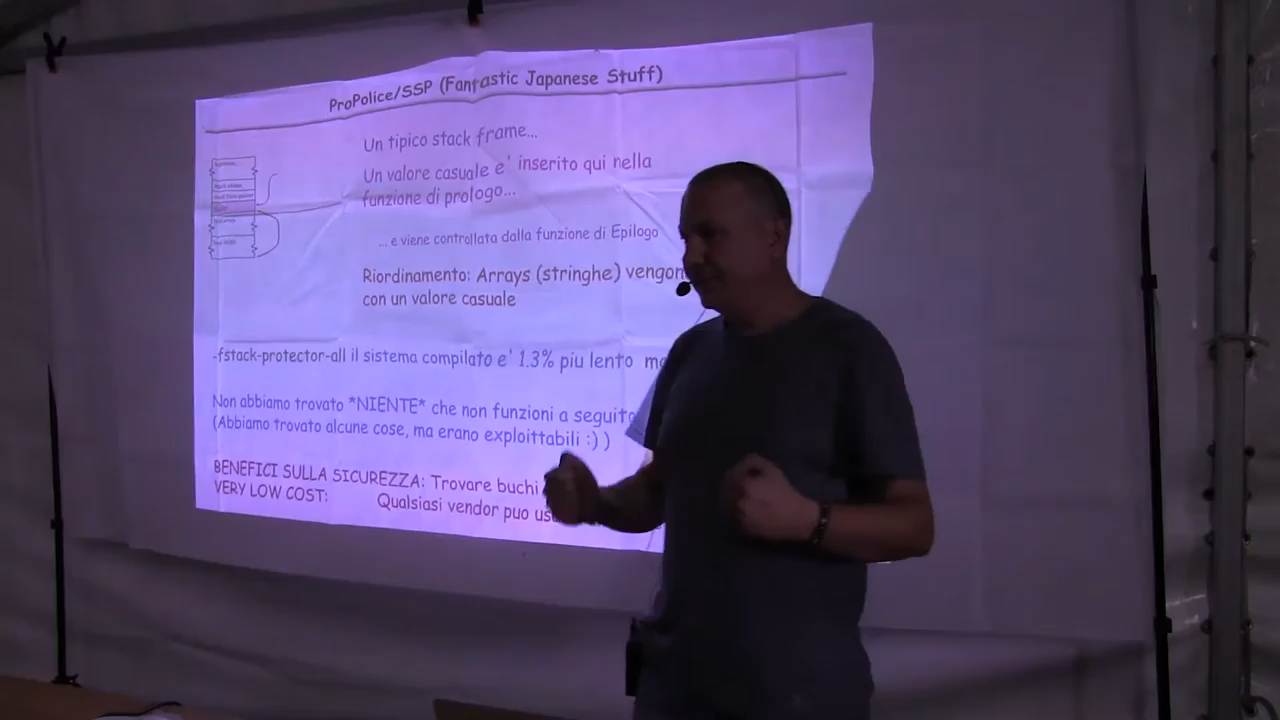 ProPolice/SSP (Fantastic Japanese Stuff)
Un tipico stack frame...
Un valore casuale e' inserito qui nella
funzione di prologo...
... e viene controllata dalla funzione di Epilogo
Riordinamento: Arrays (stringhe) vengon
con un valore casuale
-fstack-protector-all il sistema compilato e' 1.3% piu lento
Non abbiamo trovato *NIENTE* che non funzioni a seguito
(Abbiamo trovato alcune cose, ma erano exploittabili :) )
BENEFICI SULLA SICUREZZA: Trovare buchi
VERY LOW COST: Qualsiasi vendor puo